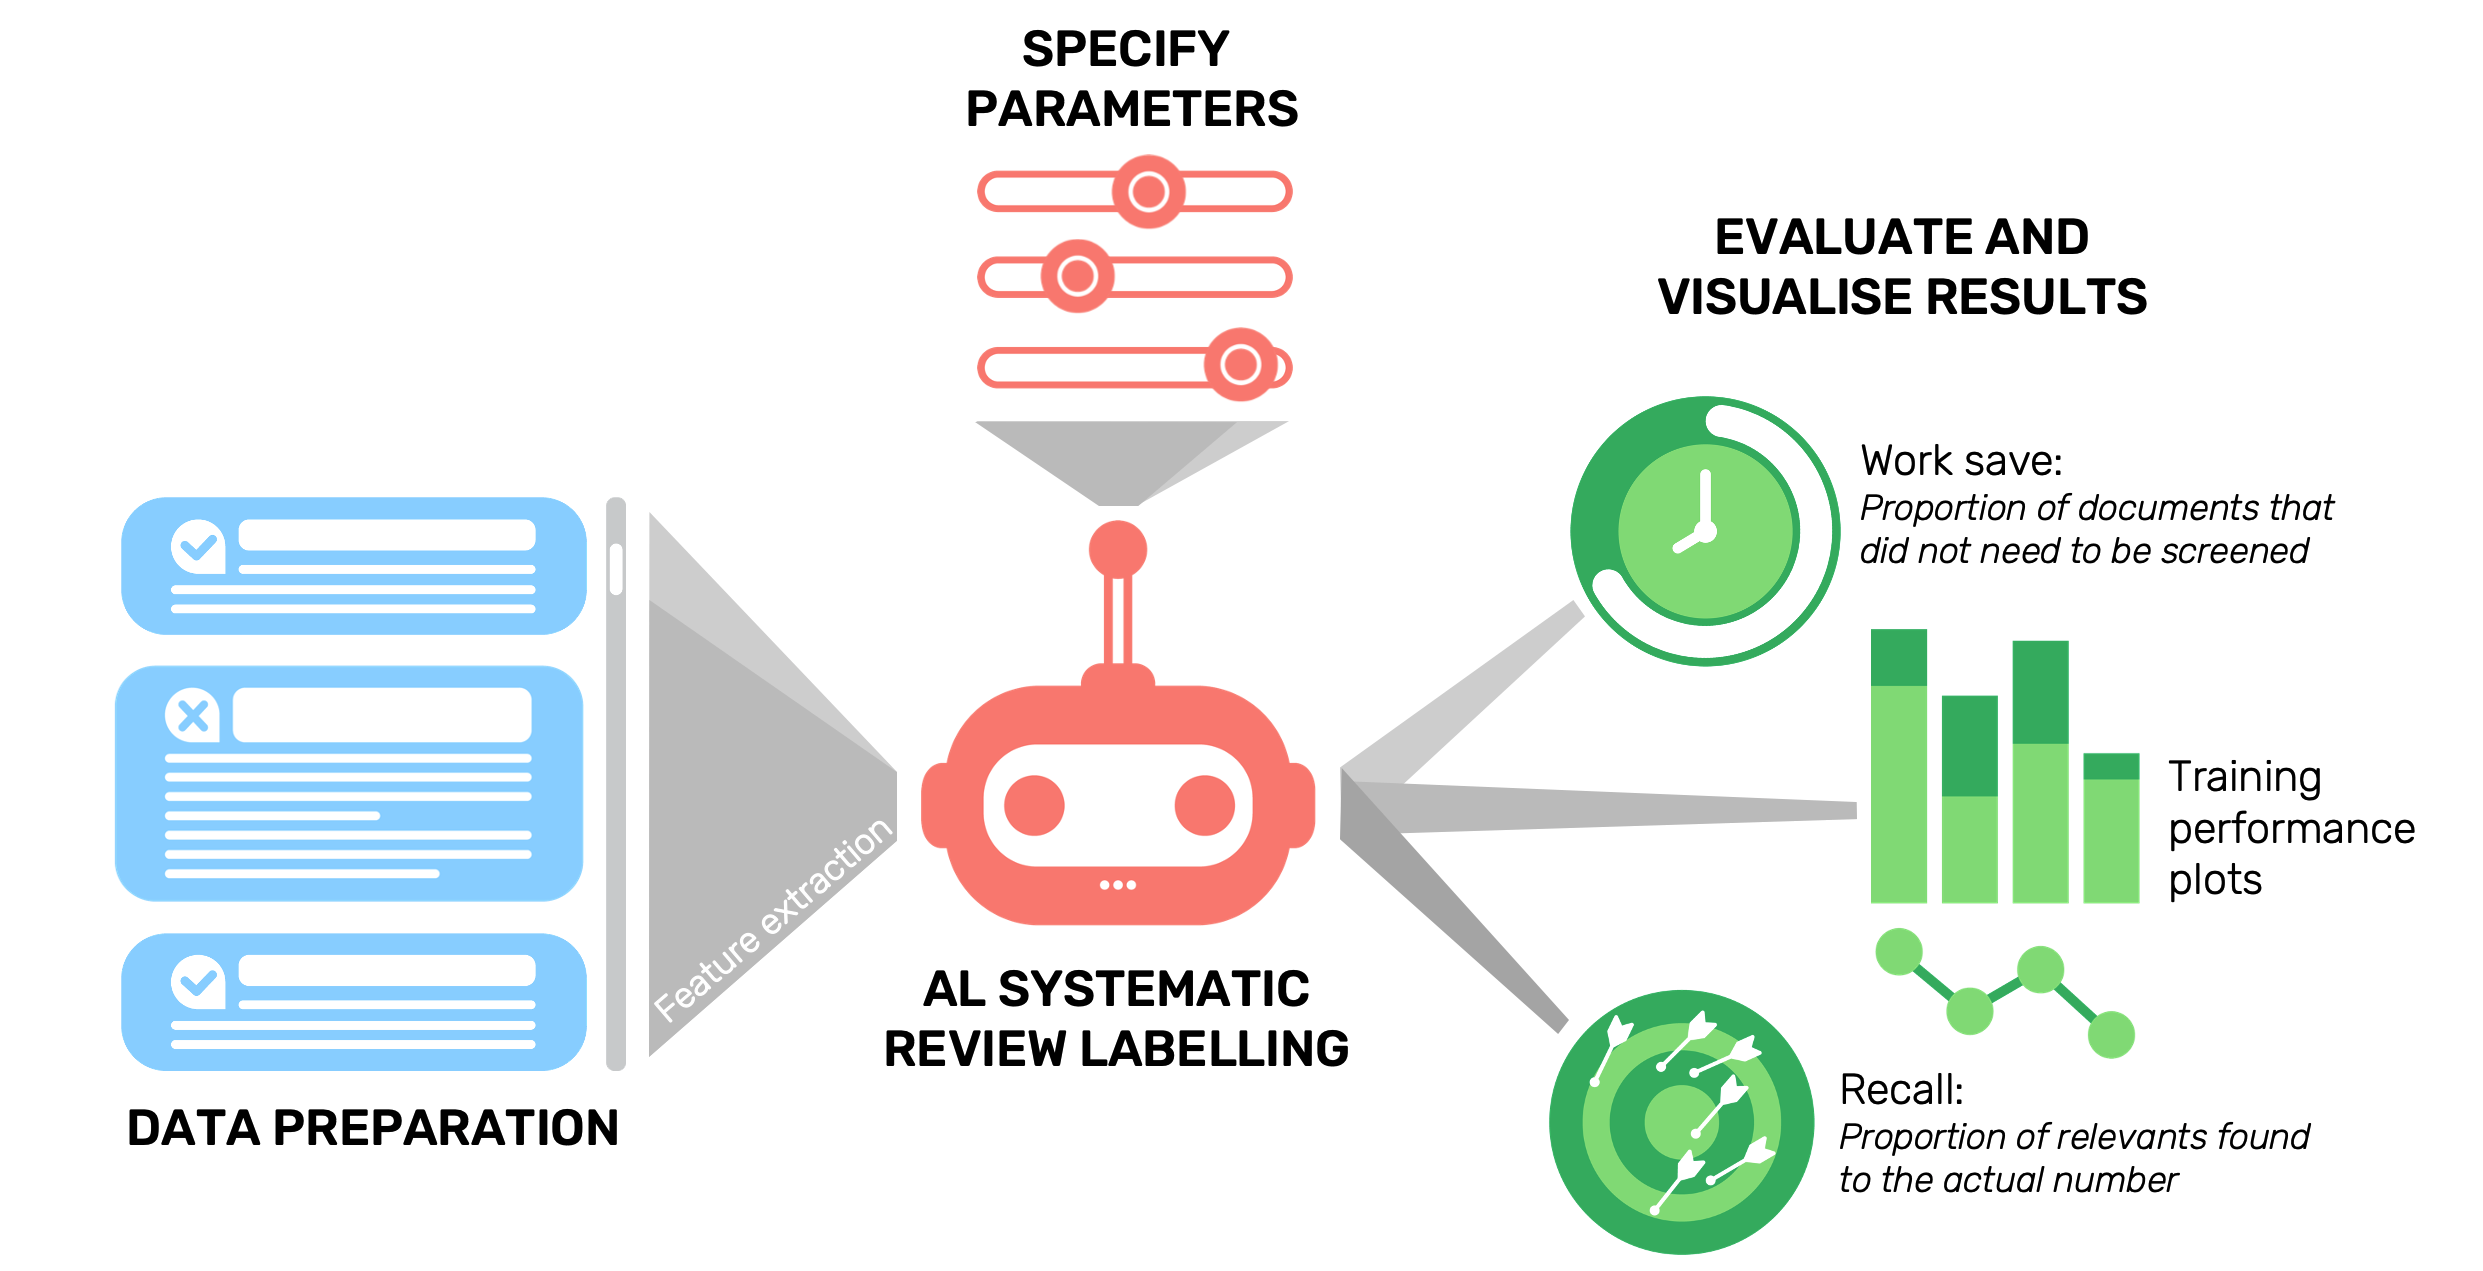 SPECIFY
PARAMETERS
EVALUATE AND
VISUALISE RESULTS
Work save:
Proportion of documents that
did not need to be screened
Training
performance
plots
Feature extraction
AL SYSTEMATIC
REVIEW LABELLING
DATA PREPARATION
Recall:
Proportion of relevants found
to the actual number